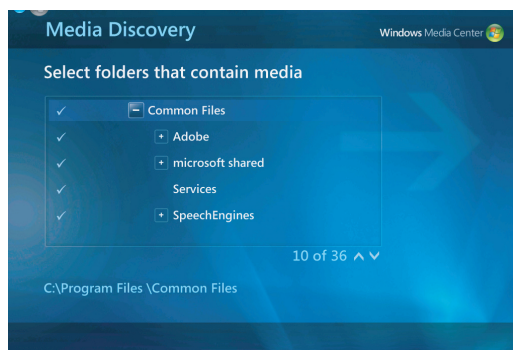 Media Discovery
Windows Media Center
Select folders that contain media
Common Files
Adobe
microsoft shared
Services
SpeechEngines
10 of 36
C:\Program Files \Common Files